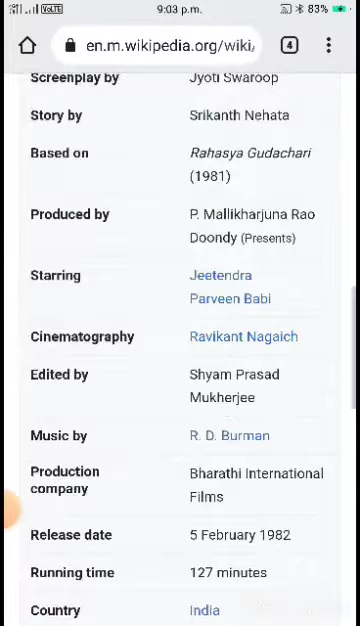 VoLTE 9:03 p.m. 83%
en.m.wikipedia.org/wiki/ 4
Screenplay by Jyoti Swaroop
Story by Srikanth Nehata
Based on Rahasya Gudachari
(1981)
Produced by P. Mallikharjuna Rao
Doondy (Presents)
Starring Jeetendra
Parveen Babi
Cinematography Ravikant Nagaich
Edited by Shyam Prasad
Mukherjee
Music by R. D. Burman
Production Bharathi International
company Films
Release date 5 February 1982
Running time 127 minutes
Country India